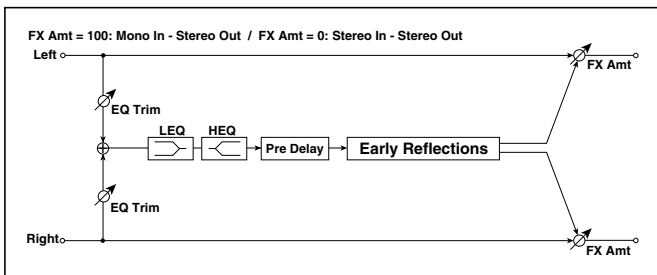 FX Amt = 100: Mono In - Stereo Out / FX Amt = 0: Stereo In - Stereo Out
Left
FX Amt
EQ Trim
LEQ
HEQ
Pre Delay
Early Reflections
EQ Trim
Right
FX Amt